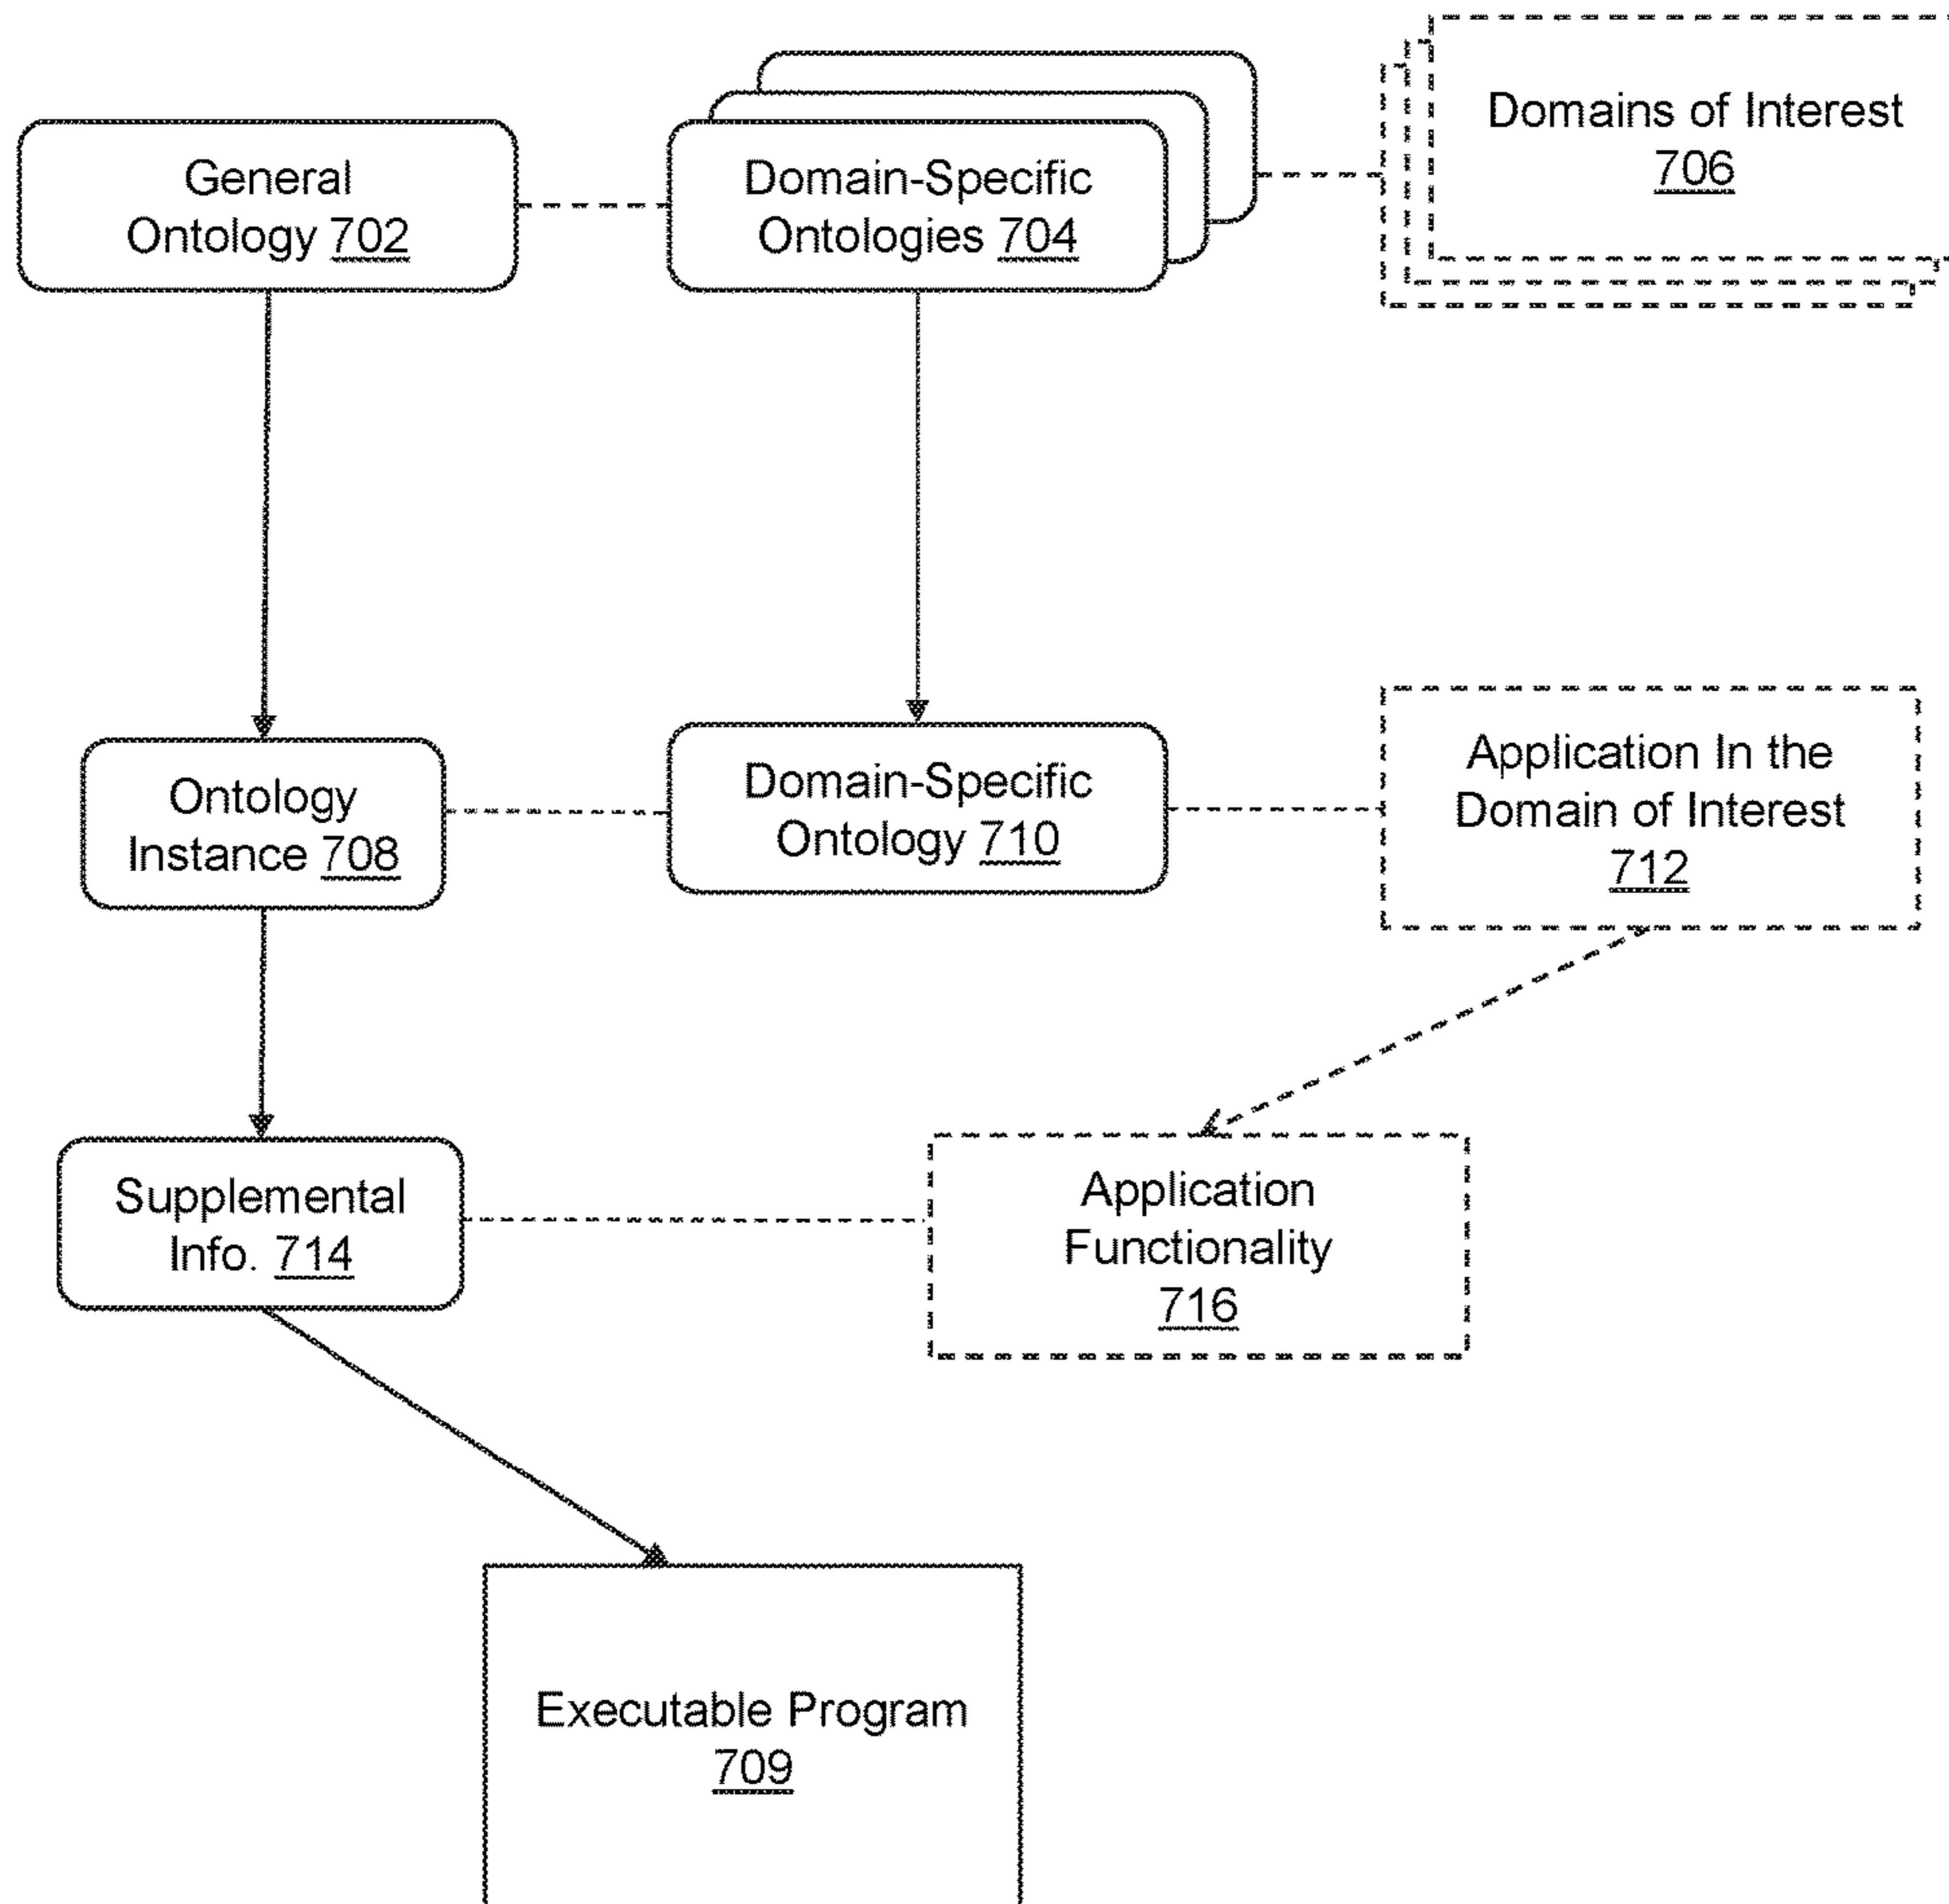 General
Ontology 702
Domain-Specific
Ontologies 704
Domains of Interest
706
Ontology
Instance 708
Domain-Specific
Ontology 710
Application In the
Domain of Interest
712
Supplemental
Info. 714
Application
Functionality
716
Executable Program
709